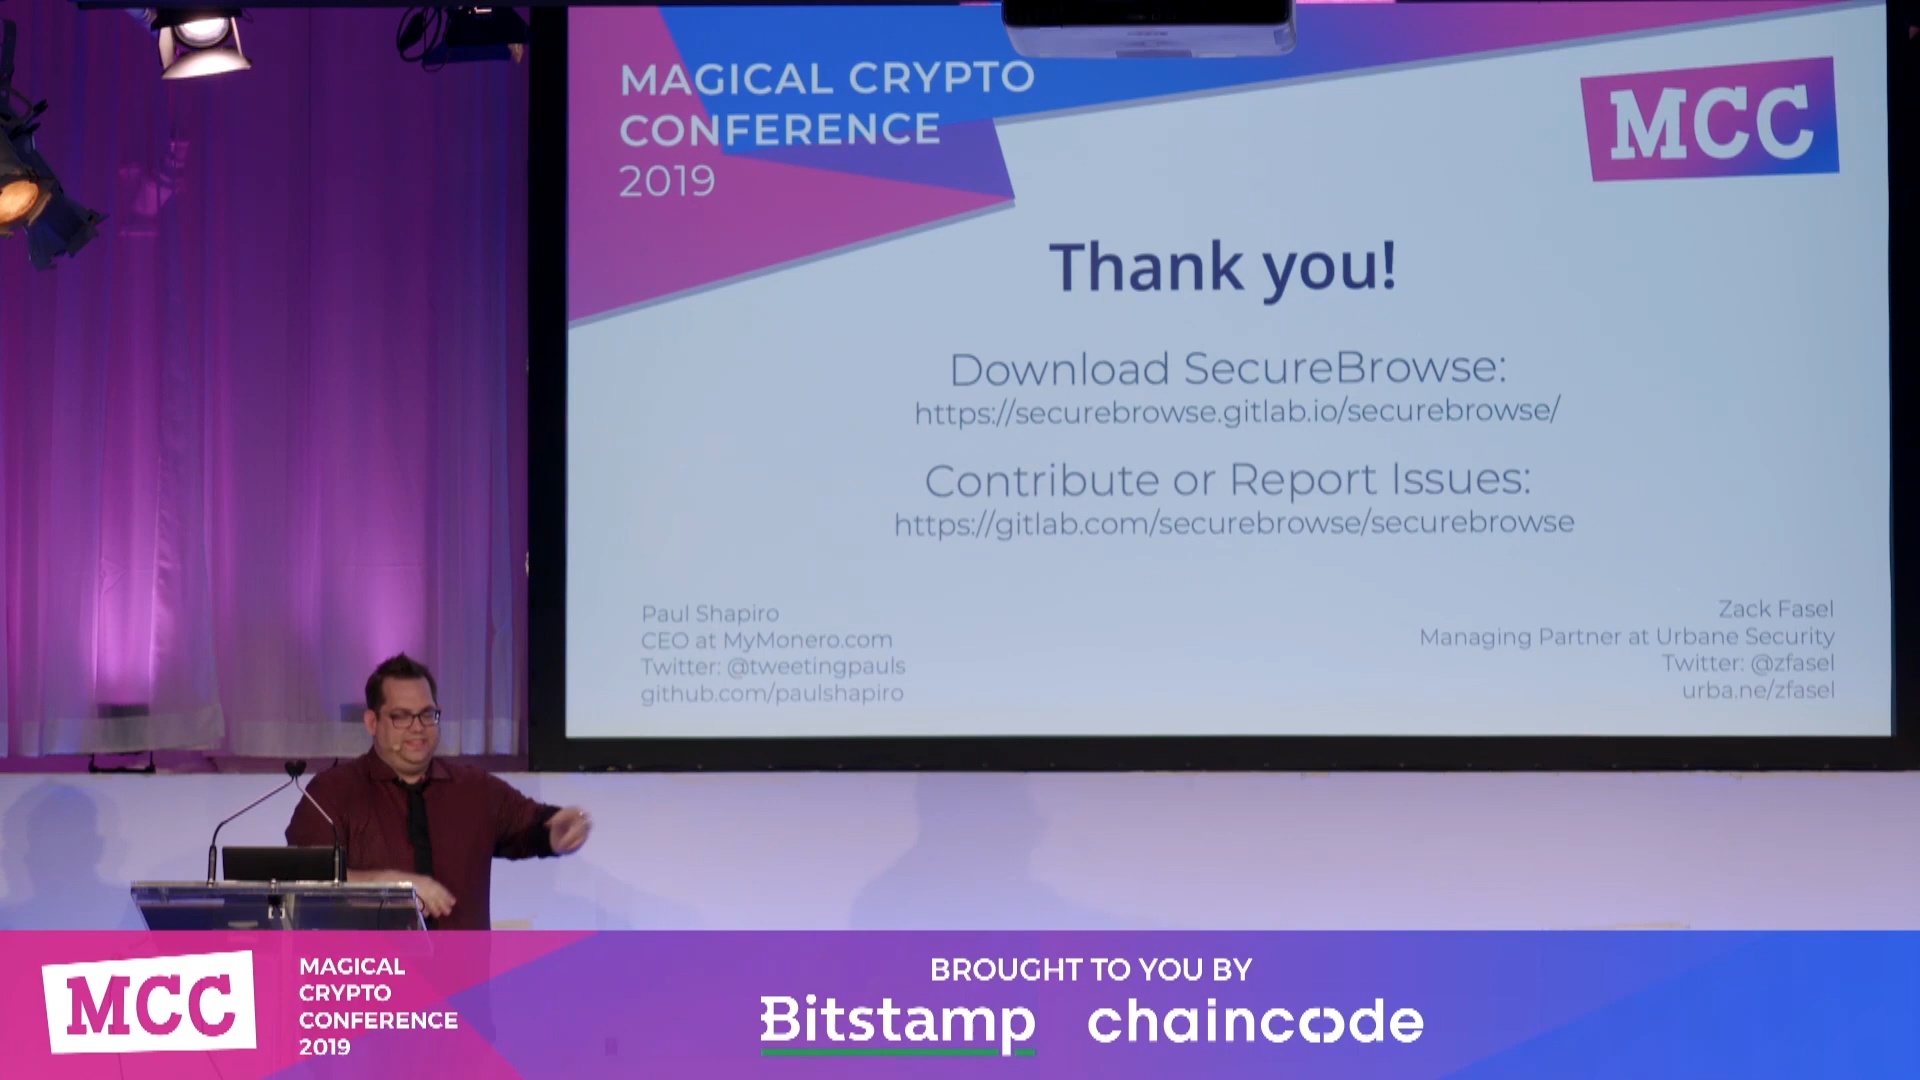 MAGICAL CRYPTO
CONFERENCE
2019
MCC
Thank you!
Download SecureBrowse:
https://securebrowse.gitlab.io/securebrowse/
Contribute or Report Issues:
https://gitlab.com/securebrowse/securebrowse
Paul Shapiro
CEO at MyMonero.com
Twitter: @tweetingpauls
github.com/paulshapiro
Zack Fasel
Managing Partner at Urbane Security
Twitter: @zfasel
urba.ne/zfasel
MCC
MAGICAL
CRYPTO
CONFERENCE
2019
BROUGHT TO YOU BY
Bitstamp chaincode